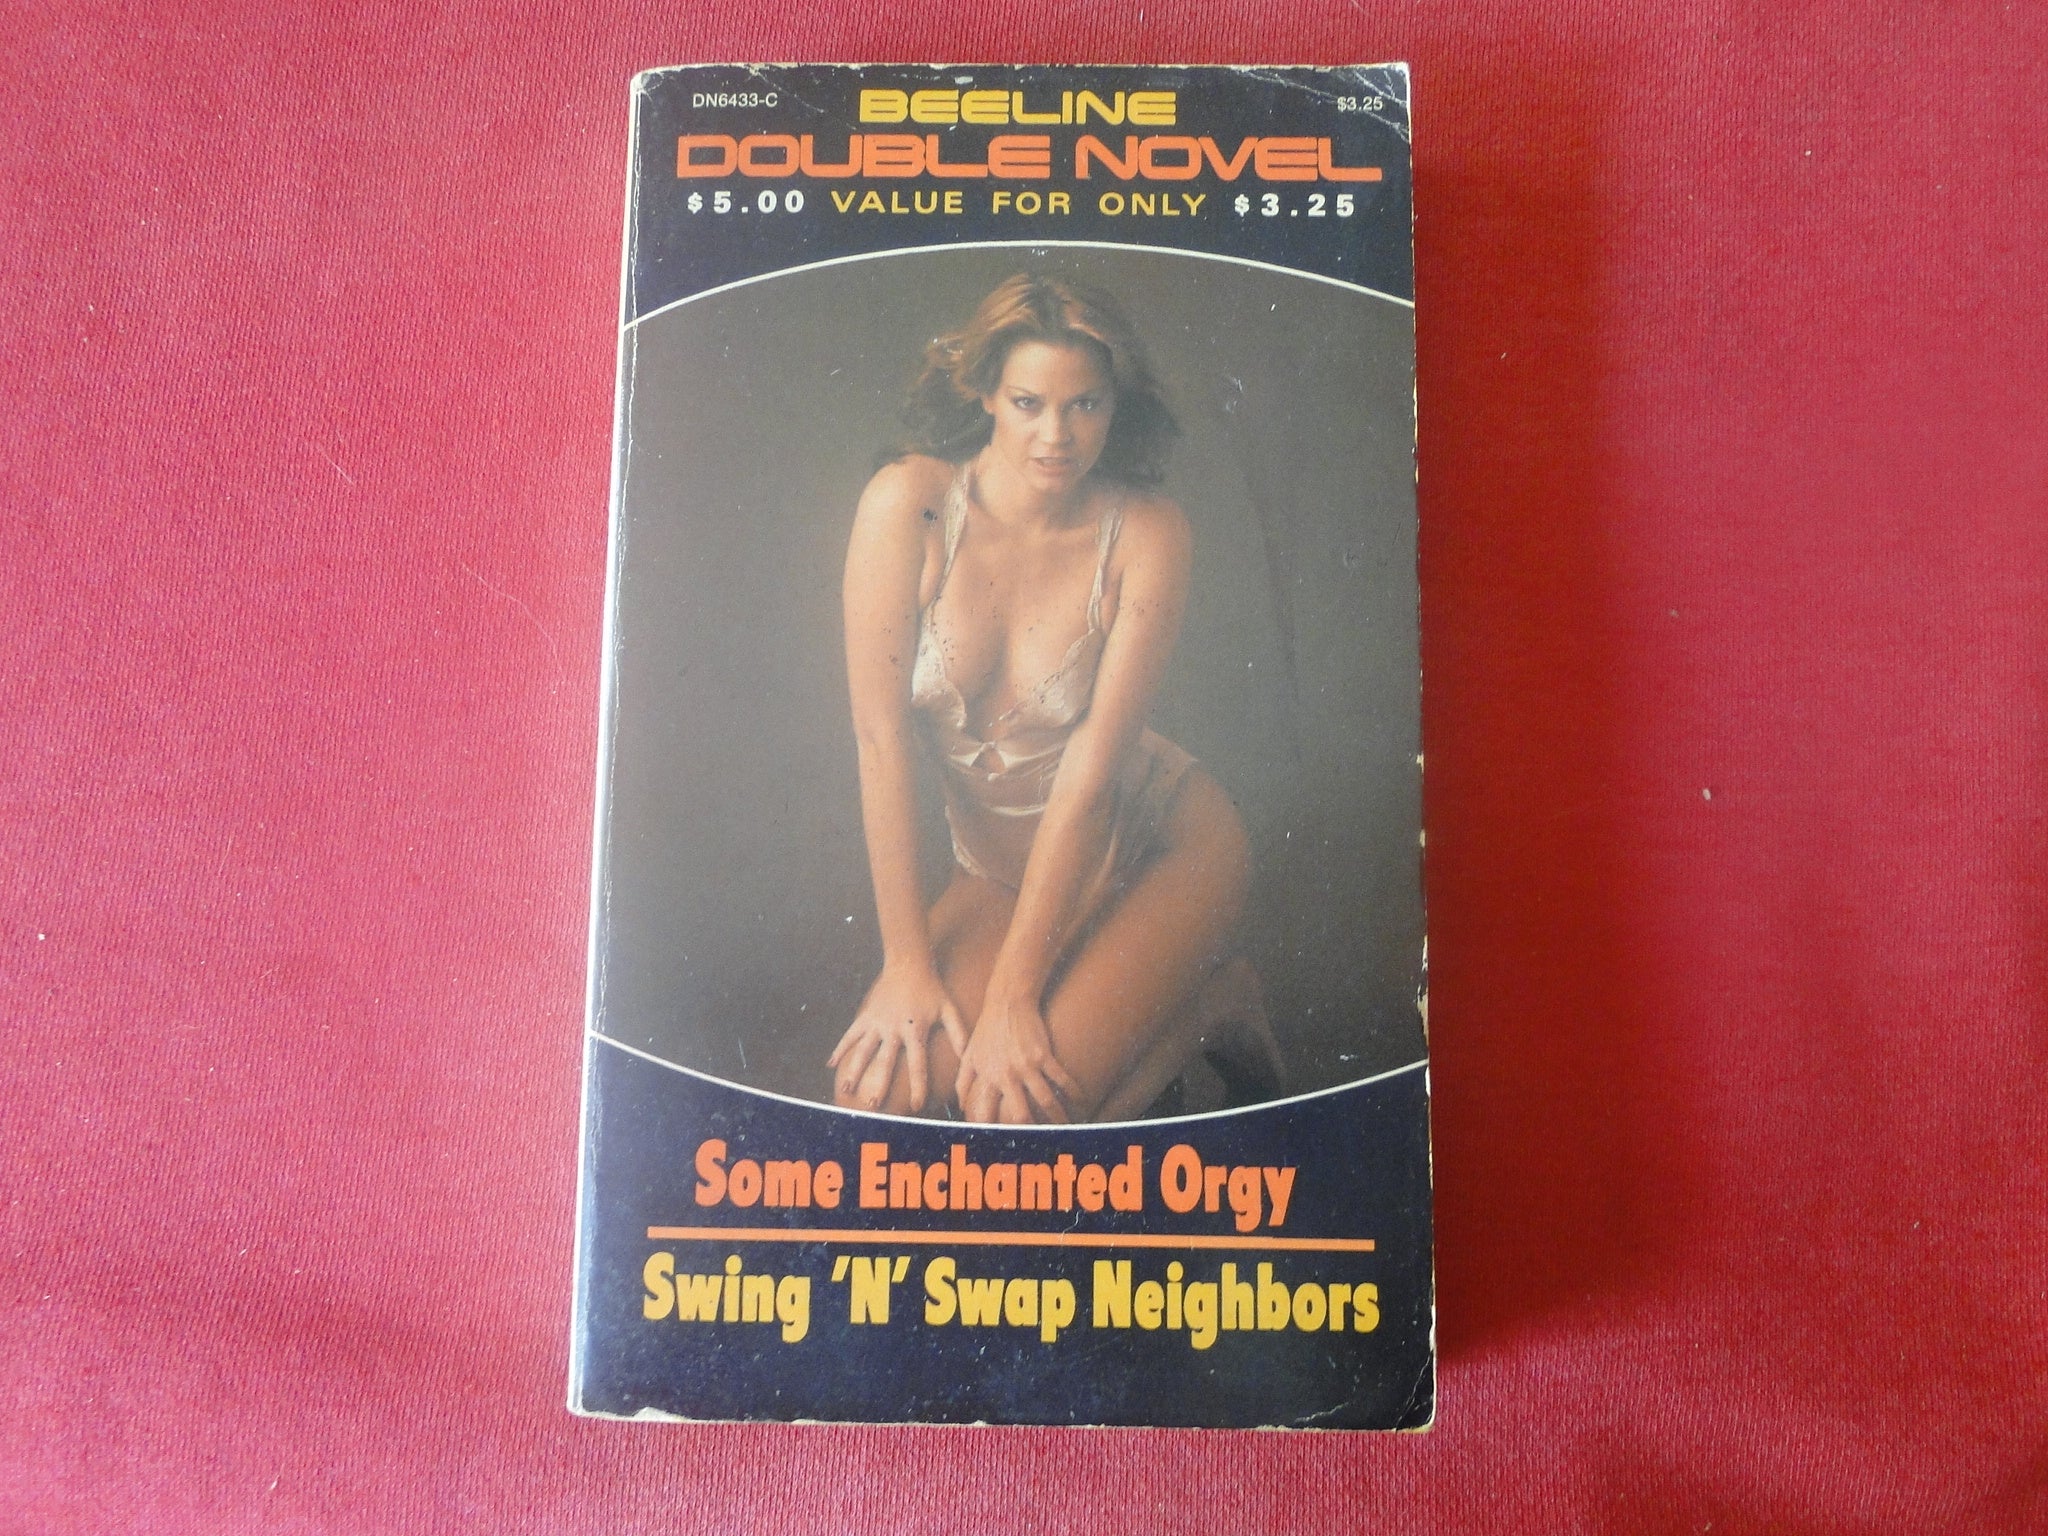 DN6433-C
BEELINE
$3.25
DOUBLE NOVEL
$5.00 VALUE FOR ONLY $3.25
Some Enchanted Orgy
Swing 'N' Swap Neighbors